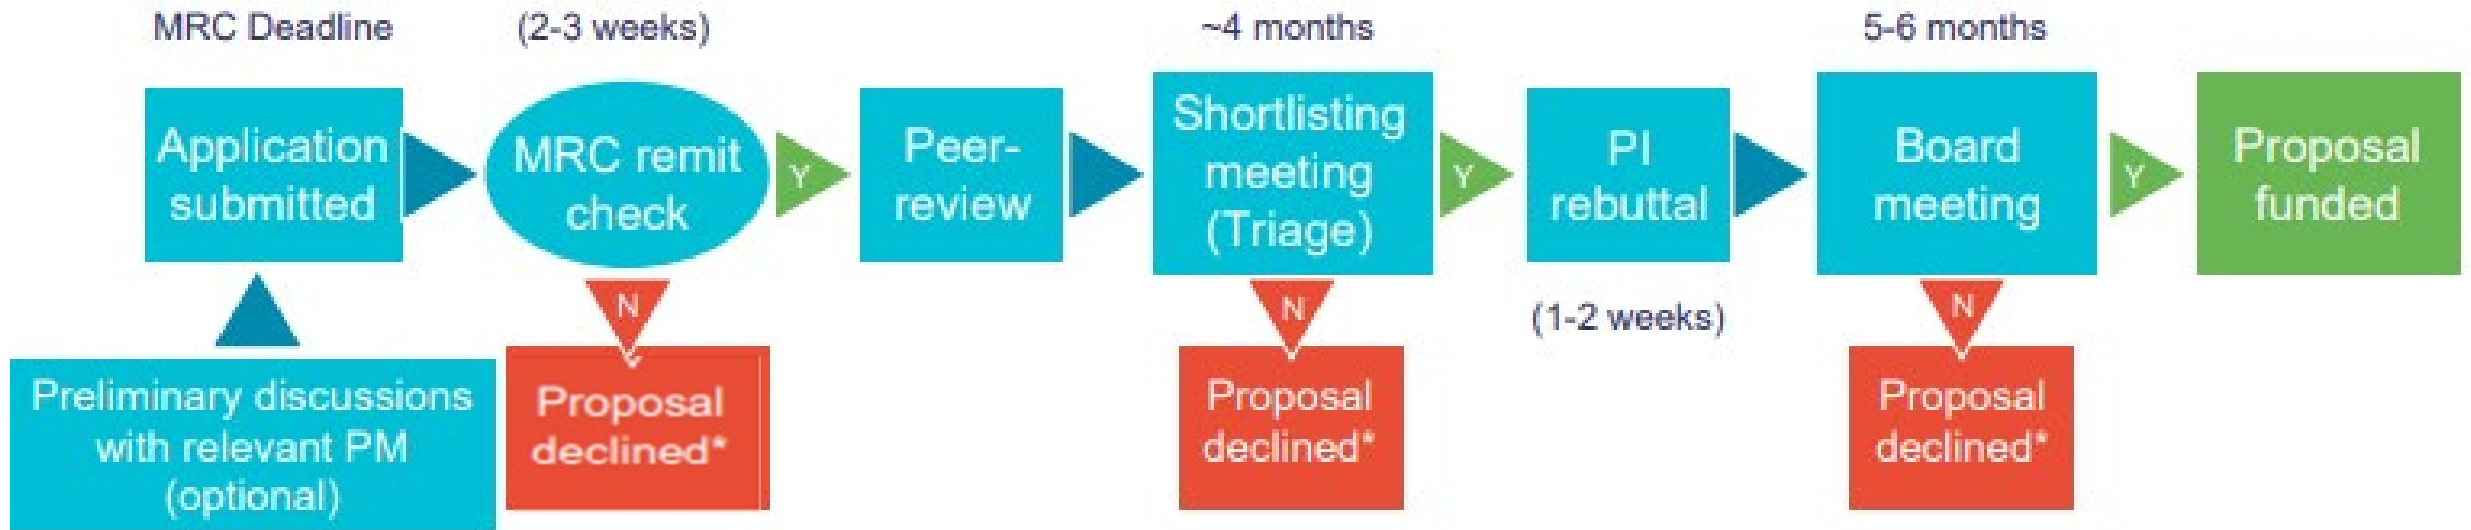 MRC Deadline
(2-3 weeks)
~4 months
5-6 months
Application
submitted
MRC remit
check
Y
Peer-
review
Shortlisting
meeting
(Triage)
Y
PI
rebuttal
(1-2 weeks)
Board
meeting
Y
Proposal
funded
Preliminary discussions
with relevant PM
(optional)
N
Proposal
declined*
N
Proposal
declined*
N
Proposal
declined*